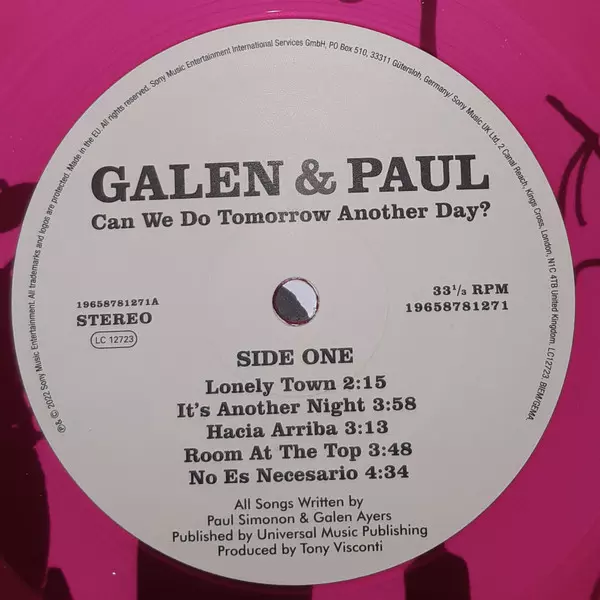 P & © 2022 Sony Music Entertainment. All trademarks and logos are protected. Made in the EU. All rights reserved. Sony Music Entertainment International Services GmbH, PO Box 510, 33311 Gütersloh, Germany/ Sony Music UK Ltd, 2 Canal Reach, Kings Cross, London, N1C 4TB United Kingdom, LC12723. BIEM/GEMA.
GALEN & PAUL
Can We Do Tomorrow Another Day?
19658781271A
STEREO
LC 12723
33 1/3 RPM
19658781271
SIDE ONE
Lonely Town 2:15
It's Another Night 3:58
Hacia Arriba 3:13
Room At The Top 3:48
No Es Necesario 4:34
All Songs Written by
Paul Simonon & Galen Ayers
Published by Universal Music Publishing
Produced by Tony Visconti